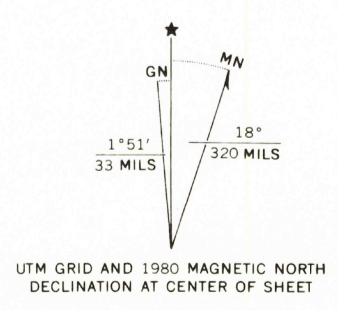 ★
MN
GN
1°51'
33 MILS
18°
320 MILS
UTM GRID AND 1980 MAGNETIC NORTH
DECLINATION AT CENTER OF SHEET